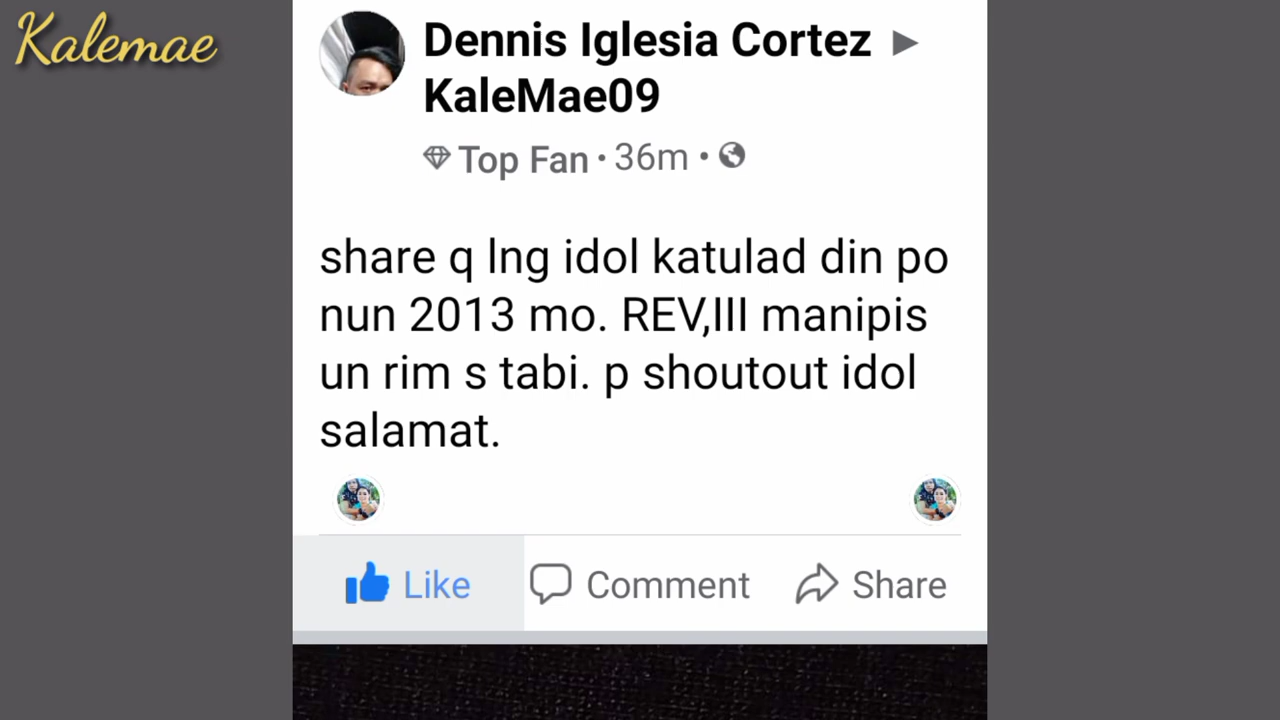 Kalemae
Dennis Iglesia Cortez ▶
KaleMae09
Top Fan · 36m ·
share q lng idol katulad din po
nun 2013 mo. REV,III manipis
un rim s tabi. p shoutout idol
salamat.
Like Comment Share